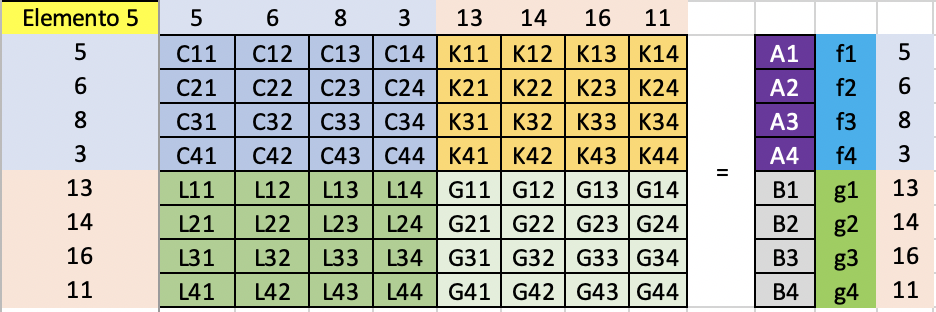 Elemento 5 5 6 8 3 13 14 16 11
5 C11 C12 C13 C14 K11 K12 K13 K14 A1 f1 5
6 C21 C22 C23 C24 K21 K22 K23 K24 A2 f2 6
8 C31 C32 C33 C34 K31 K32 K33 K34 A3 f3 8
3 C41 C42 C43 C44 K41 K42 K43 K44 A4 f4 3
=
13 L11 L12 L13 L14 G11 G12 G13 G14 B1 g1 13
14 L21 L22 L23 L24 G21 G22 G23 G24 B2 g2 14
16 L31 L32 L33 L34 G31 G32 G33 G34 B3 g3 16
11 L41 L42 L43 L44 G41 G42 G43 G44 B4 g4 11